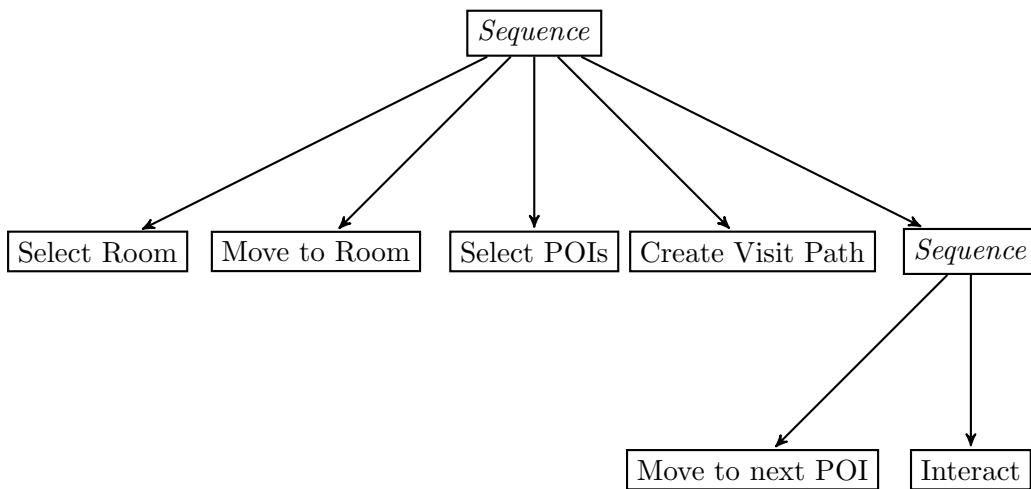 Sequence
Select Room
Move to Room
Select POIs
Create Visit Path
Sequence
Move to next POI
Interact